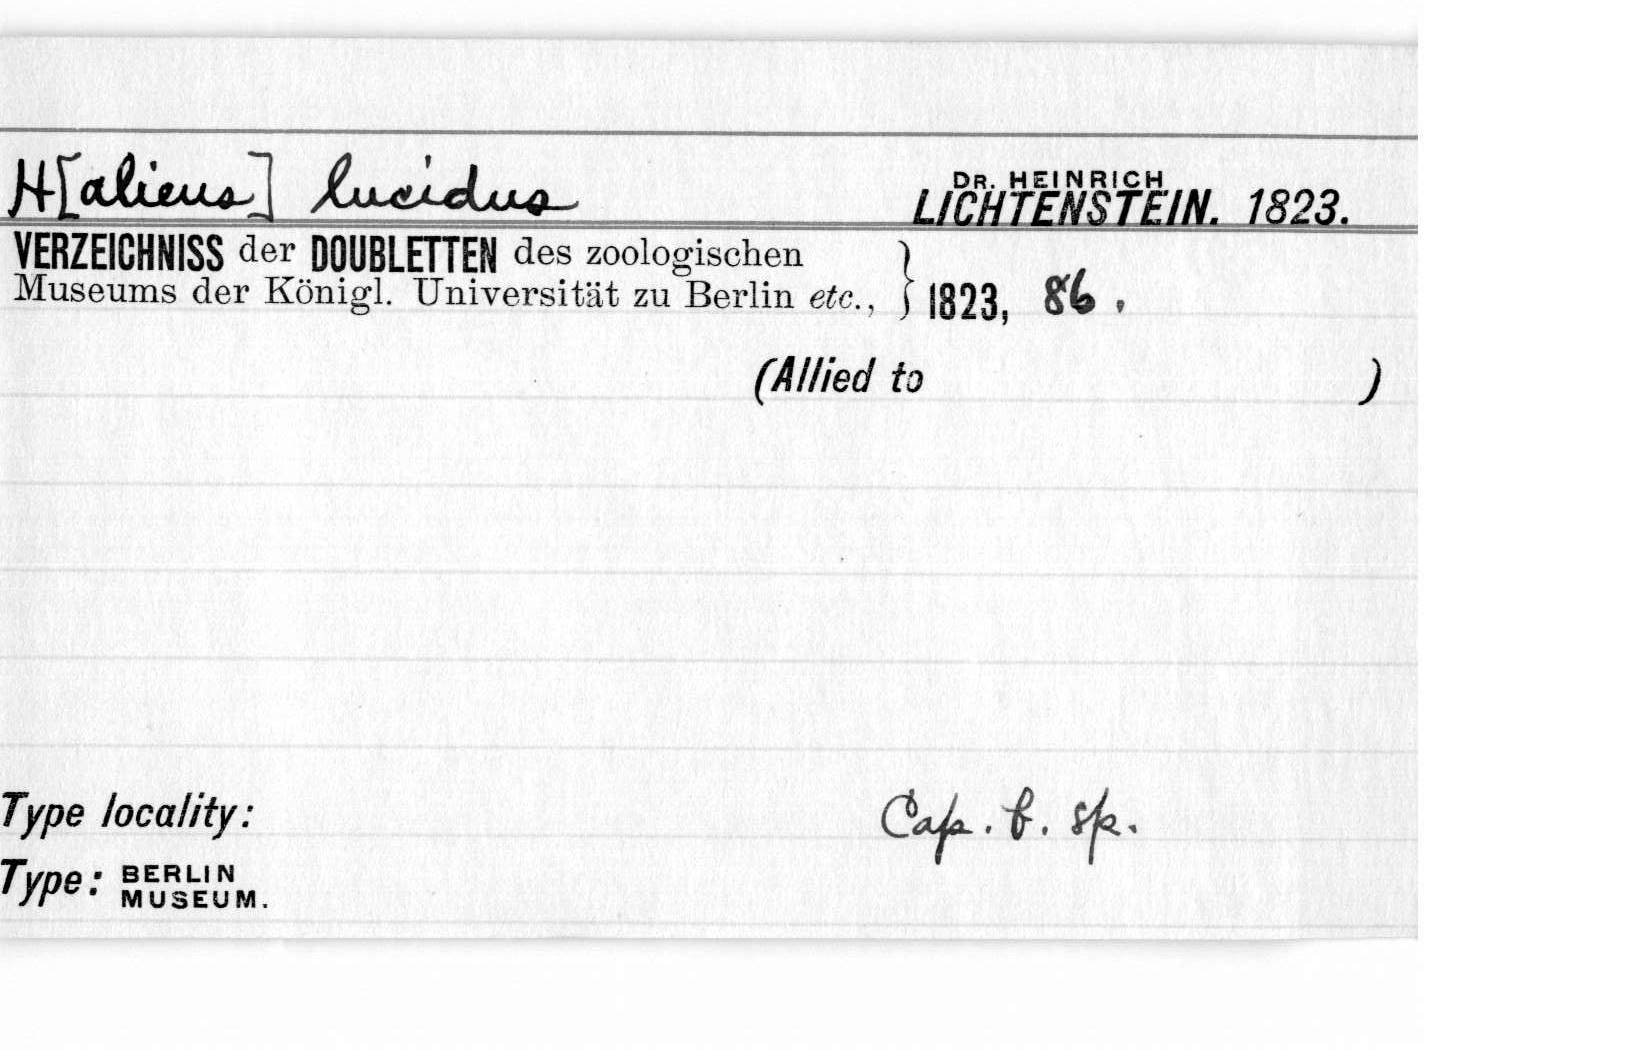 H[alieus] lucidus DR. HEINRICH LICHTENSTEIN. 1823.
VERZEICHNISS der DOUBLETTEN des zoologischen
Museums der Königl. Universität zu Berlin etc., } 1823, 86.
(Allied to )
Type locality: Cap. b. sp.
Type: BERLIN MUSEUM.